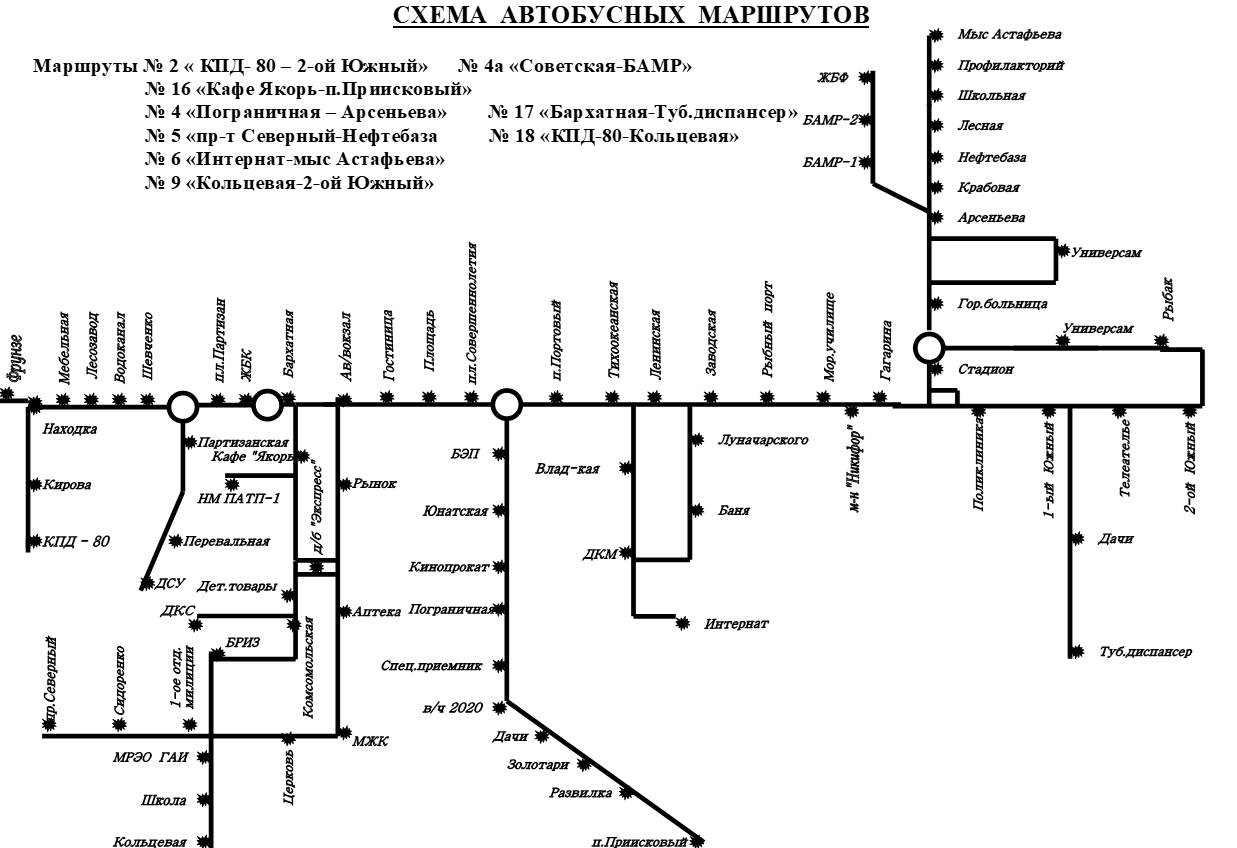 СХЕМА АВТОБУСНЫХ МАРШРУТОВ
Маршруты № 2 « КПД- 80 – 2-ой Южный» № 4а «Советская-БАМР»
№ 16 «Кафе Якорь-п.Приисковый»
№ 4 «Пограничная – Арсеньева» № 17 «Бархатная-Туб.диспансер»
№ 5 «пр-т Северный-Нефтебаза № 18 «КПД-80-Кольцевая»
№ 6 «Интернат-мыс Астафьева»
№ 9 «Кольцевая-2-ой Южный»
Мыс Астафьева
Профилакторий
Школьная
Лесная
Нефтебаза
Крабовая
Арсеньева
ЖБФ
БАМР-2
БАМР-1
Универсам
Гор.больница
Универсам
Рыбак
Стадион
Фрунзе
Мебельная
Лесозавод
Водоканал
Шевченко
пл.Партизан
ЖБК
Бархатная
Ав/вокзал
Гостиница
Площадь
пл.Совершеннолетия
п.Портовый
Тихоокеанская
Ленинская
Заводская
Рыбный порт
Мор.училище
Гагарина
Находка
Кирова
КПД - 80
Партизанская
Кафе "Якорь
НМ ПАТП-1
Перевальная
ДСУ
Дет.товары
ДКС
БРИЗ
д/б "Экспресс"
Рынок
Аптека
Комсомольская
МЖК
пр.Северный
Сидоренко
1-ое отд.
милиции
МРЭО ГАИ
Школа
Кольцевая
Церковь
БЭП
Юнатская
Кинопрокат
Пограничная
Спец.приемник
в/ч 2020
Дачи
Золотари
Развилка
п.Приисковый
Влад-кая
ДКМ
Интернат
Луначарского
Баня
м-н "Никифор"
Поликлиника
1-ый Южный
Телеателье
2-ой Южный
Дачи
Туб.диспансер